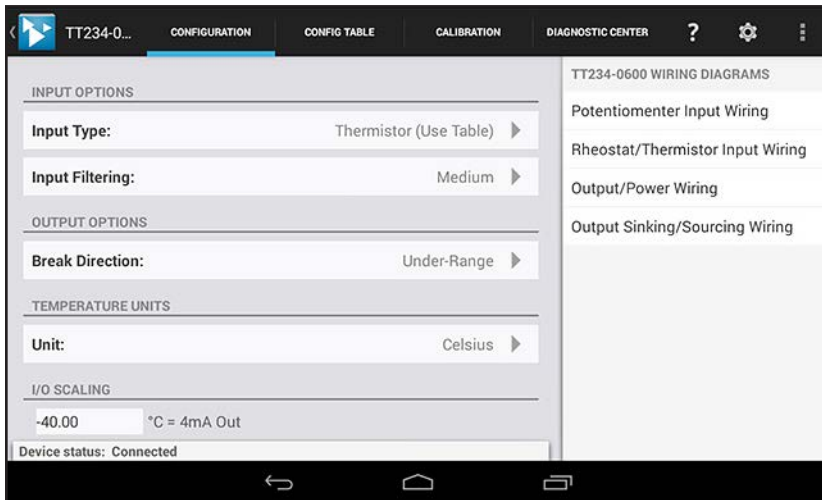 TT234-0... CONFIGURATION CONFIG TABLE CALIBRATION DIAGNOSTIC CENTER ?
INPUT OPTIONS
Input Type: Thermistor (Use Table)
Input Filtering: Medium
OUTPUT OPTIONS
Break Direction: Under-Range
TEMPERATURE UNITS
Unit: Celsius
I/O SCALING
-40.00 °C = 4mA Out
Device status: Connected
TT234-0600 WIRING DIAGRAMS
Potentiomenter Input Wiring
Rheostat/Thermistor Input Wiring
Output/Power Wiring
Output Sinking/Sourcing Wiring